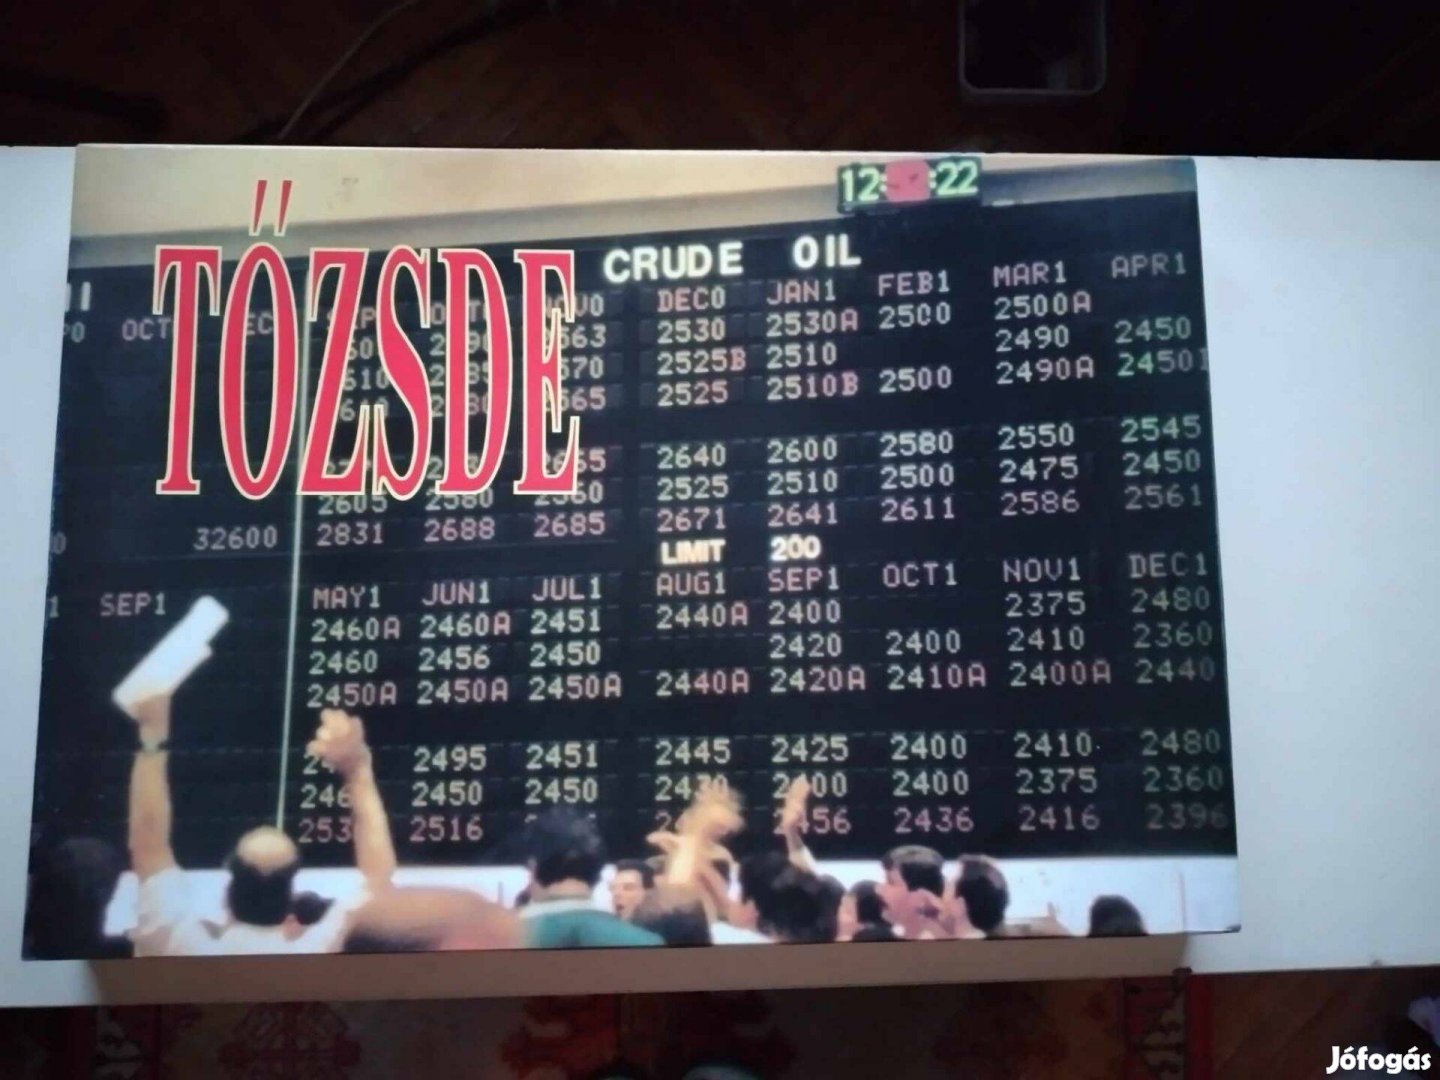 TŐZSDE
12: :22
CRUDE OIL
OCT DEC0 JAN1 FEB1 MAR1 APR1
2530 2530A 2500 2500A
2525B 2510 2490 2450
2525 2510B 2500 2490A 2450
2640 2600 2580 2550 2545
2605 2580 2560 2525 2510 2500 2475 2450
32600 2831 2688 2685 2671 2641 2611 2586 2561
LIMIT 200
SEP1 MAY1 JUN1 JUL1 AUG1 SEP1 OCT1 NOV1 DEC1
2460A 2460A 2451 2440A 2400 2375 2480
2460 2456 2450 2420 2400 2410 2360
2450A 2450A 2450A 2440A 2420A 2410A 2400A 2440
2495 2451 2445 2425 2400 2410 2480
2450 2450 2430 2400 2400 2375 2360
2516 2436 2416 2396
Jófogás